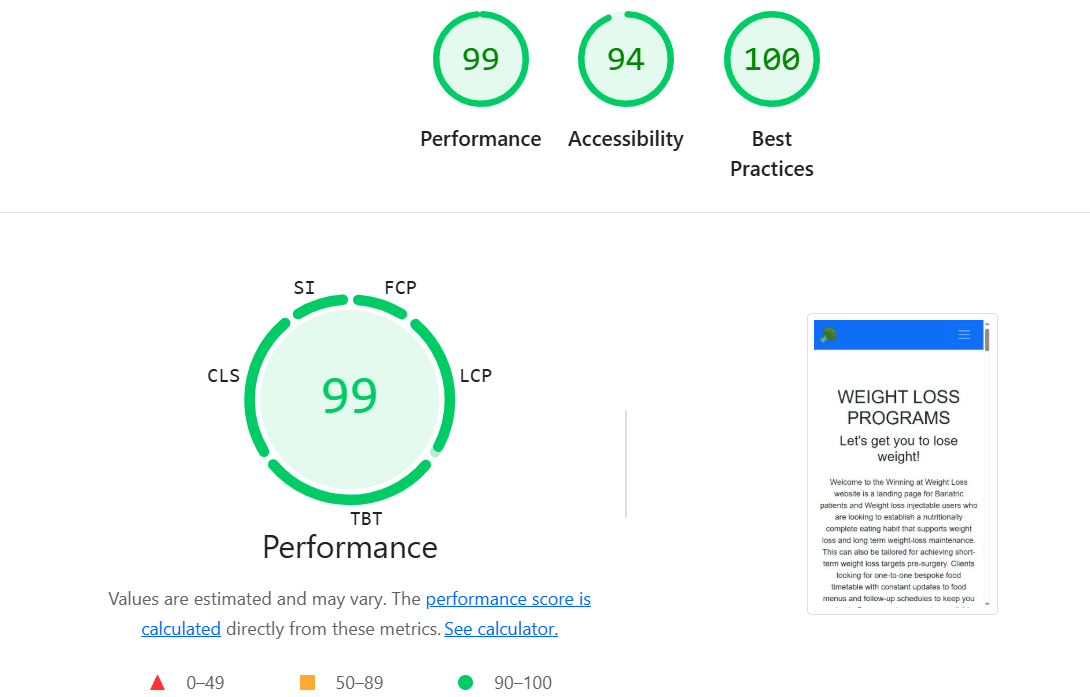 99
94
100
Performance
Accessibility
Best
Practices
SI
FCP
CLS
LCP
99
TBT
Performance
Values are estimated and may vary. The performance score is
calculated directly from these metrics. See calculator.
0–49
50–89
90–100
WEIGHT LOSS
PROGRAMS
Let's get you to lose
weight!
Welcome to the Winning at Weight Loss
website is a landing page for Bariatric
patients and Weight loss injectable users who
are looking to establish a nutritionally
complete eating habit that supports weight
loss and long term weight-loss maintenance.
This can also be tailored for achieving short-
term weight loss targets pre-surgery. Clients
looking for one-to-one bespoke food
timetable with constant updates to food
menus and follow-up schedules to keep you